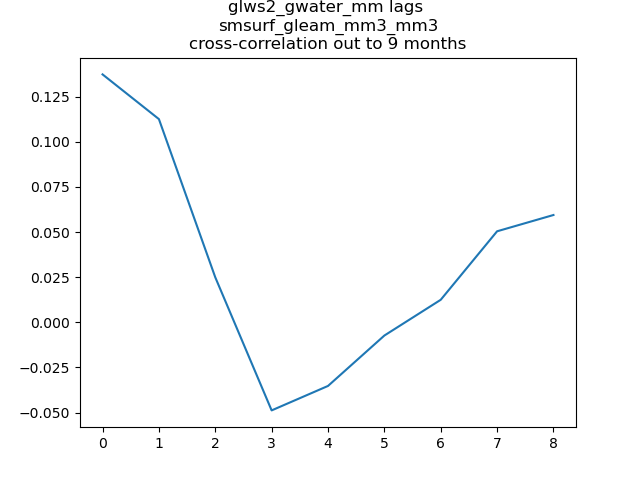 glws2_gwater_mm lags
smsurf_gleam_mm3_mm3
cross-correlation out to 9 months
0.125
0.100
0.075
0.050
0.025
0.000
−0.025
−0.050
0 1 2 3 4 5 6 7 8